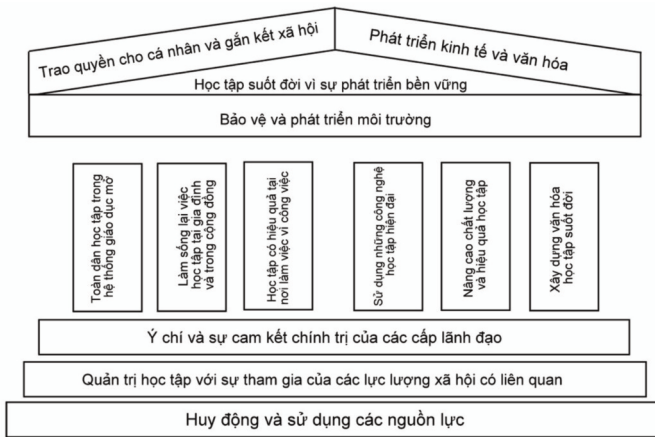 Trao quyền cho cá nhân và gắn kết xã hội
Phát triển kinh tế và văn hóa
Học tập suốt đời vì sự phát triển bền vững
Bảo vệ và phát triển môi trường
Toàn dân học tập trong
hệ thống giáo dục mở
Làm sống lại việc
học tập tại gia đình
và trong cộng đồng
Học tập có hiệu quả tại
nơi làm việc vì công việc
Sử dụng những công nghệ
học tập hiện đại
Nâng cao chất lượng
và hiệu quả học tập
Xây dựng văn hóa
học tập suốt đời
Ý chí và sự cam kết chính trị của các cấp lãnh đạo
Quản trị học tập với sự tham gia của các lực lượng xã hội có liên quan
Huy động và sử dụng các nguồn lực